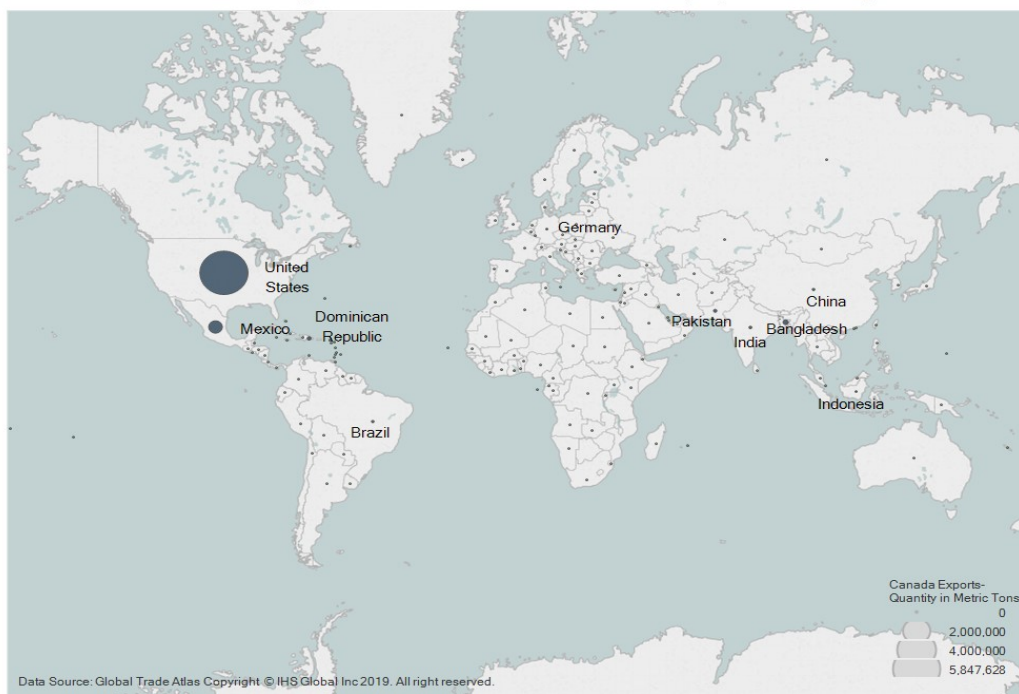 Germany
United
States
China
Dominican
Republic
Mexico
Pakistan
Bangladesh
India
Indonesia
Brazil
Canada Exports-
Quantity in Metric Tons
0
2,000,000
4,000,000
5,847,628
Data Source: Global Trade Atlas Copyright © IHS Global Inc 2019. All right reserved.